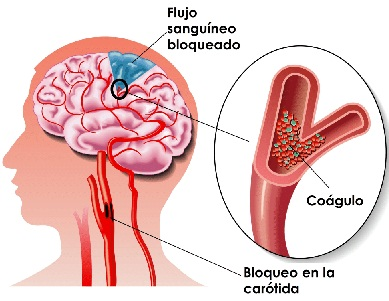 Flujo
sanguíneo
bloqueado
Coágulo
Bloqueo en la
carótida